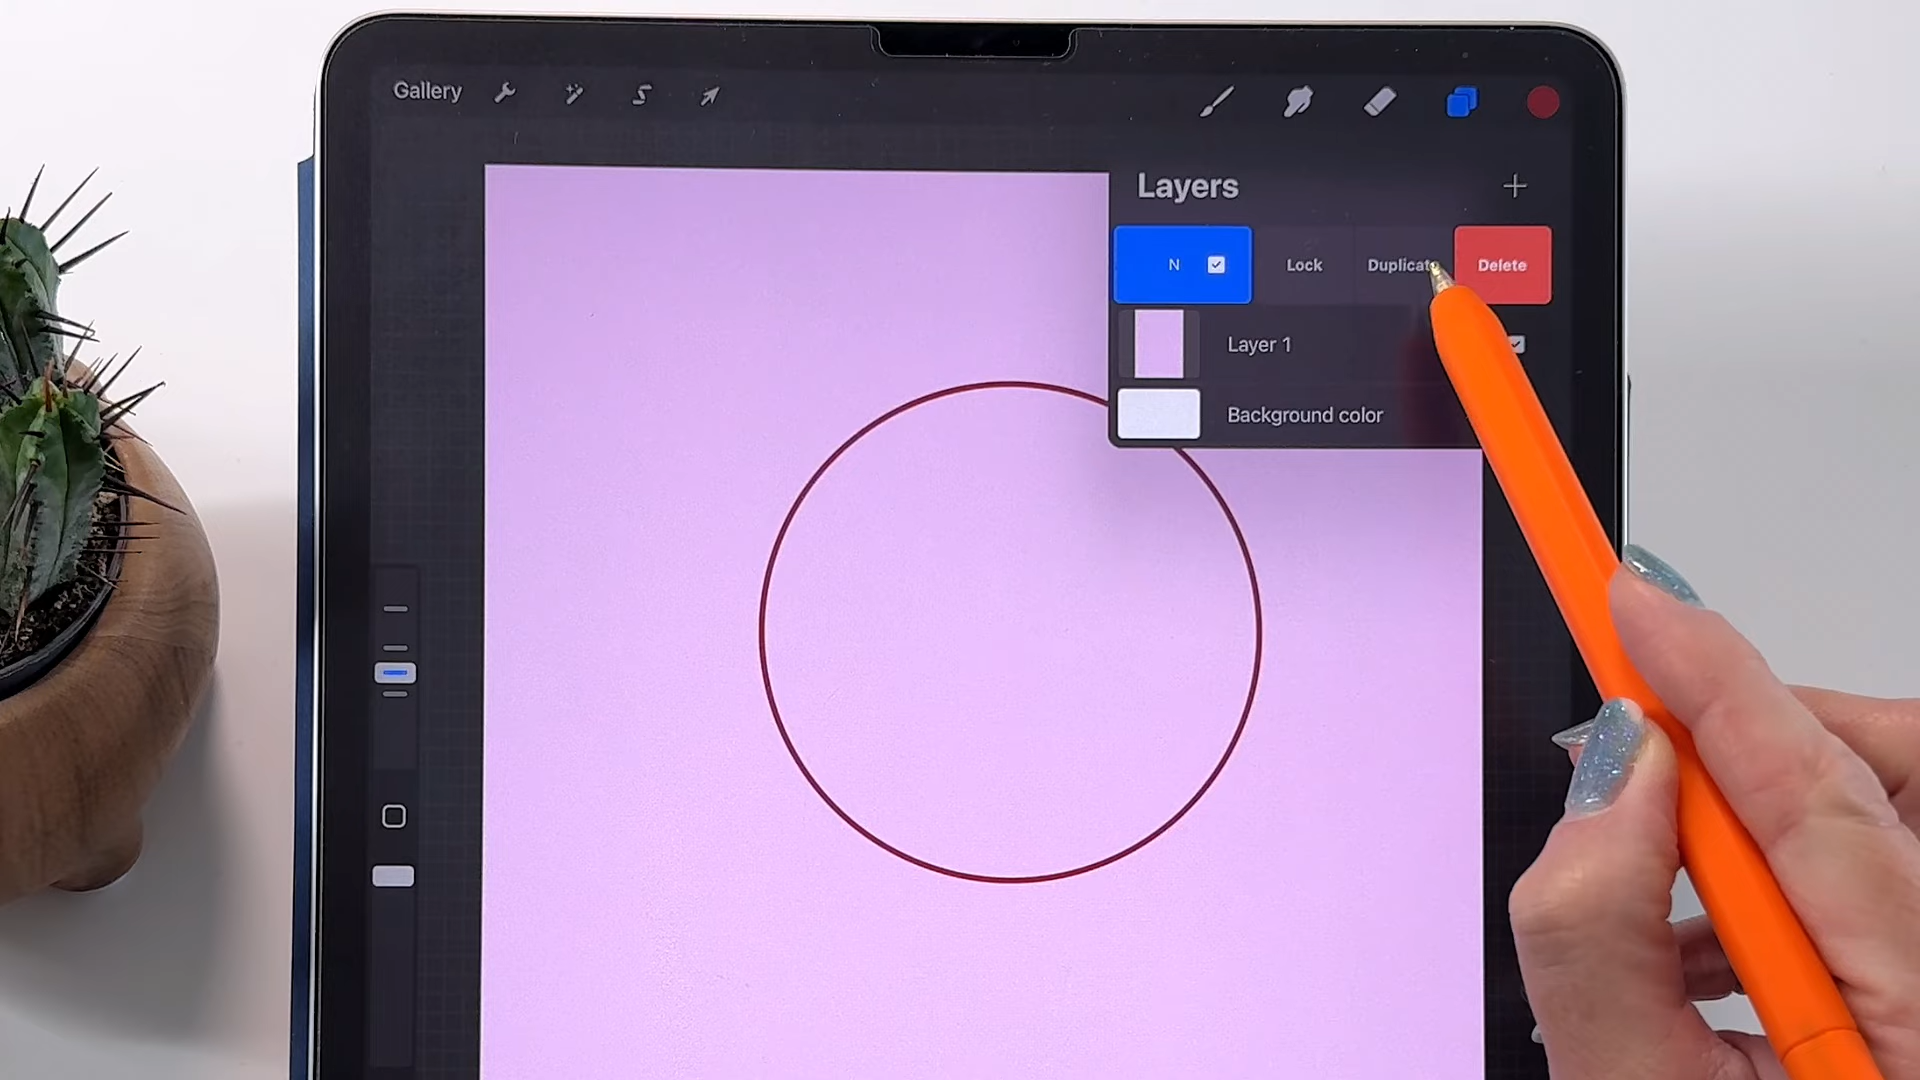 Gallery
Layers
N Lock Duplicate Delete
Layer 1
Background color